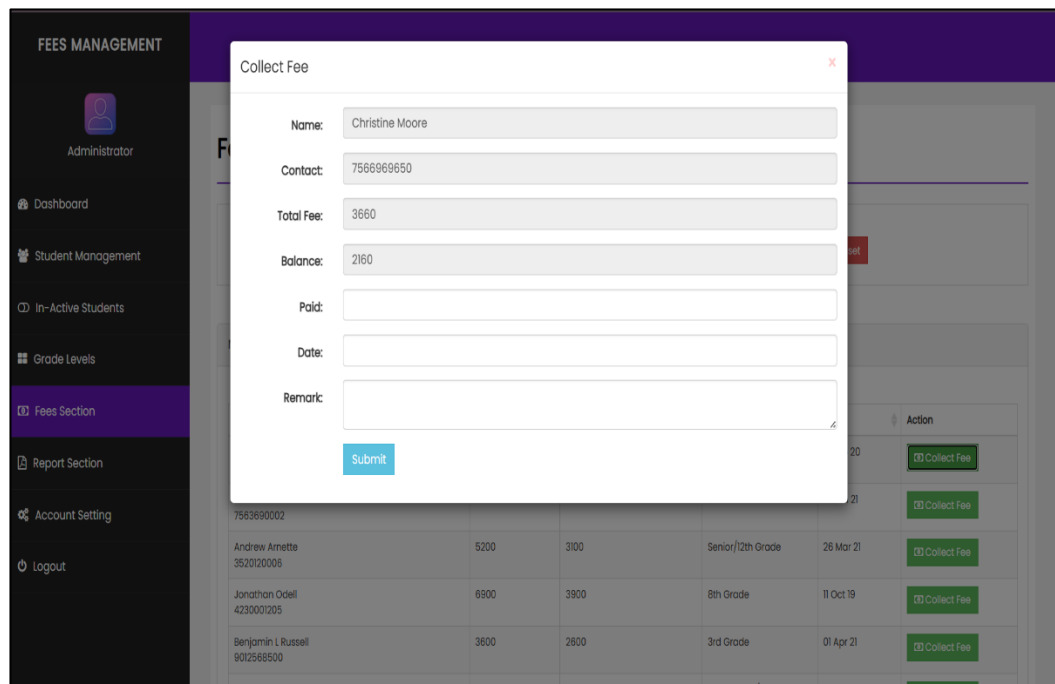 FEES MANAGEMENT
Administrator
Dashboard
Student Management
In-Active Students
Grade Levels
Fees Section
Report Section
Account Setting
Logout
Collect Fee
x
Name: Christine Moore
Contact: 7566969650
Total Fee: 3660
Balance: 2160
Paid:
Date:
Remark:
Submit
Action
20 Collect Fee
21 Collect Fee
7563690002
Andrew Arnette 5200 3100 Senior/12th Grade 26 Mar 21 Collect Fee
3520120006
Jonathan Odell 6900 3900 8th Grade 11 Oct 19 Collect Fee
4230001205
Benjamin L Russell 3600 2600 3rd Grade 01 Apr 21 Collect Fee
9012568500